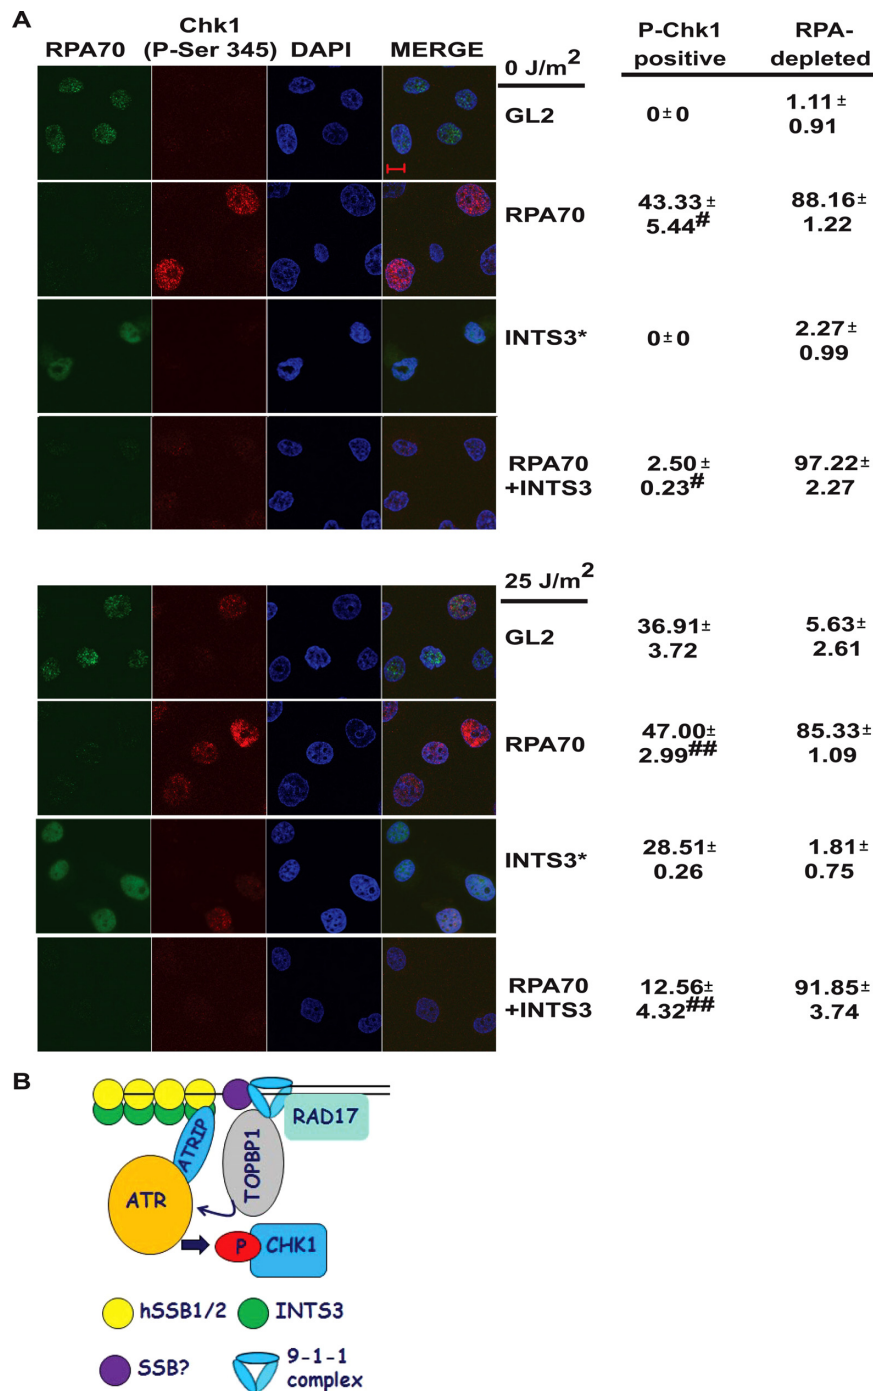 A
RPA70 Chk1 (P-Ser 345) DAPI MERGE
P-Chk1 positive RPA-depleted
0 J/m2
GL2 0 ± 0 1.11 ± 0.91
RPA70 43.33 ± 5.44# 88.16 ± 1.22
INTS3* 0 ± 0 2.27 ± 0.99
RPA70 +INTS3 2.50 ± 0.23# 97.22 ± 2.27
25 J/m2
GL2 36.91 ± 3.72 5.63 ± 2.61
RPA70 47.00 ± 2.99## 85.33 ± 1.09
INTS3* 28.51 ± 0.26 1.81 ± 0.75
RPA70 +INTS3 12.56 ± 4.32## 91.85 ± 3.74
B
RAD17
ATRIP
TOPBP1
ATR
P CHK1
hSSB1/2 INTS3
SSB? 9-1-1 complex